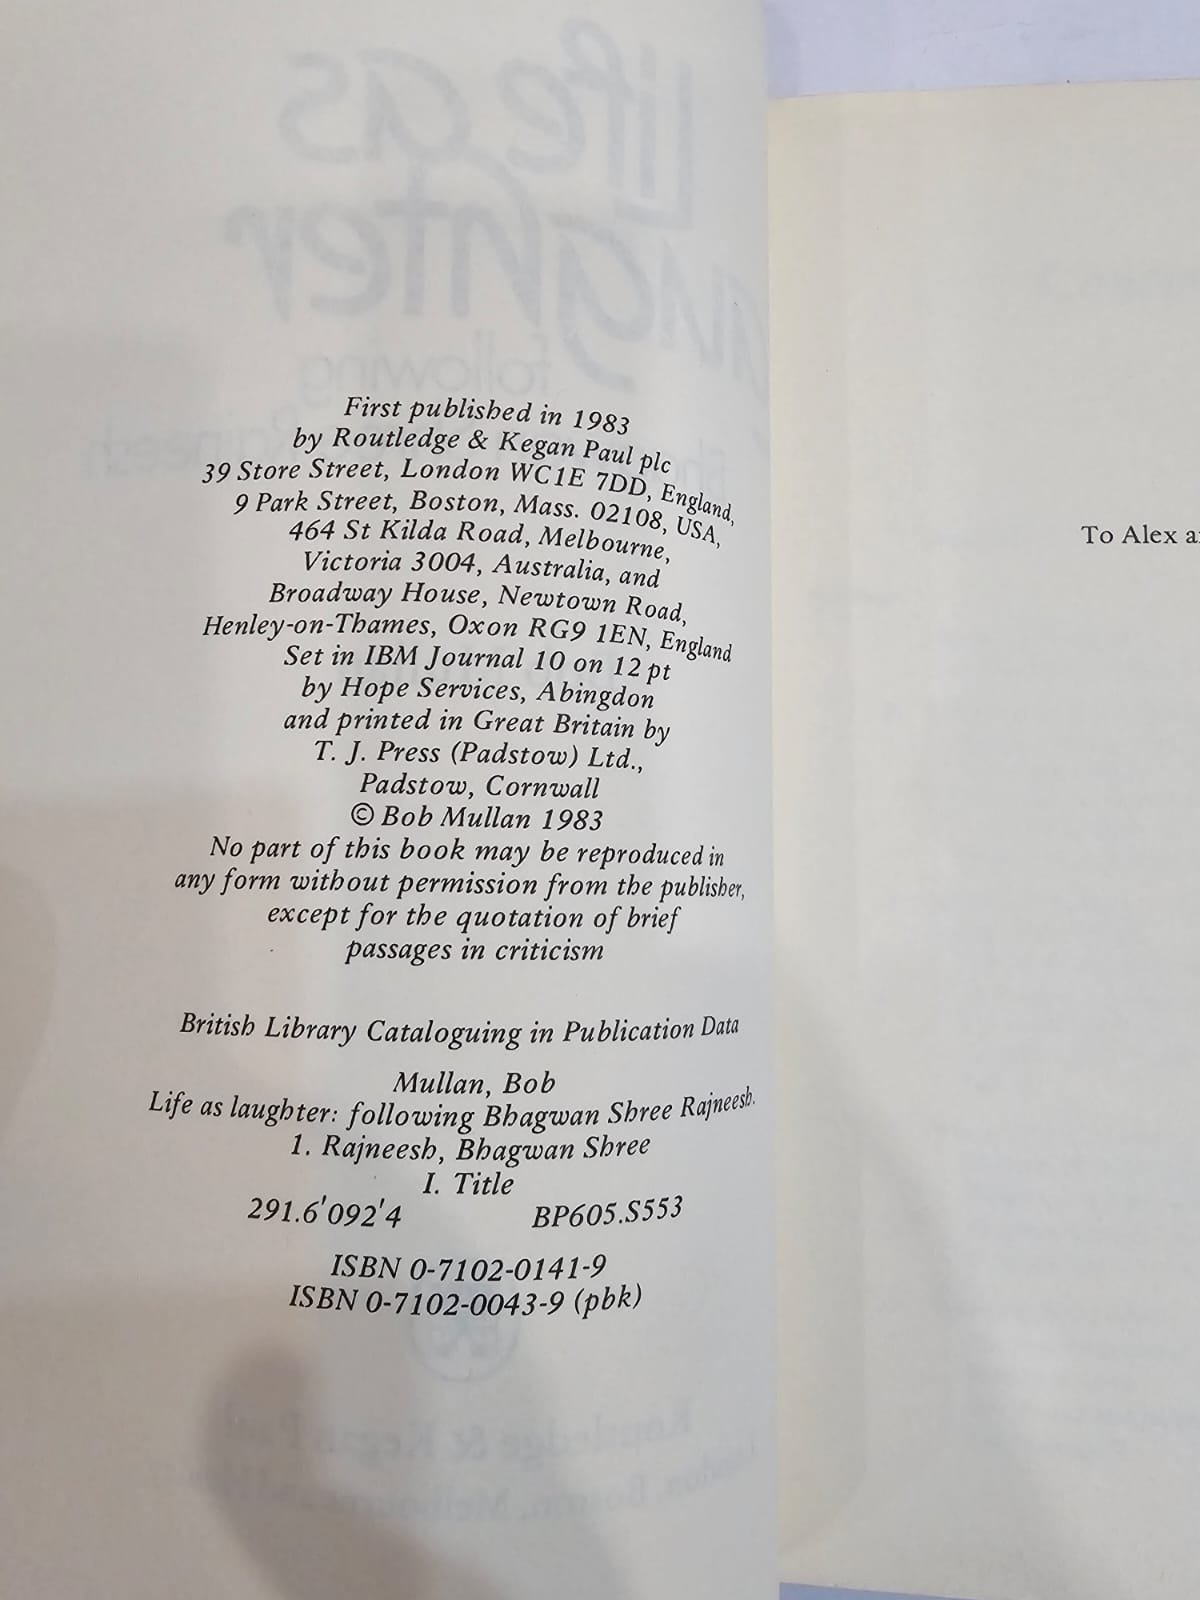 First published in 1983
by Routledge & Kegan Paul plc
39 Store Street, London WC1E 7DD, England,
9 Park Street, Boston, Mass. 02108, USA,
464 St Kilda Road, Melbourne,
Victoria 3004, Australia, and
Broadway House, Newtown Road,
Henley-on-Thames, Oxon RG9 1EN, England
Set in IBM Journal 10 on 12 pt
by Hope Services, Abingdon
and printed in Great Britain by
T. J. Press (Padstow) Ltd.,
Padstow, Cornwall
© Bob Mullan 1983
No part of this book may be reproduced in
any form without permission from the publisher,
except for the quotation of brief
passages in criticism
British Library Cataloguing in Publication Data
Mullan, Bob
Life as laughter: following Bhagwan Shree Rajneesh.
1. Rajneesh, Bhagwan Shree
I. Title
291.6'092'4 BP605.S553
ISBN 0-7102-0141-9
ISBN 0-7102-0043-9 (pbk)
To Alex